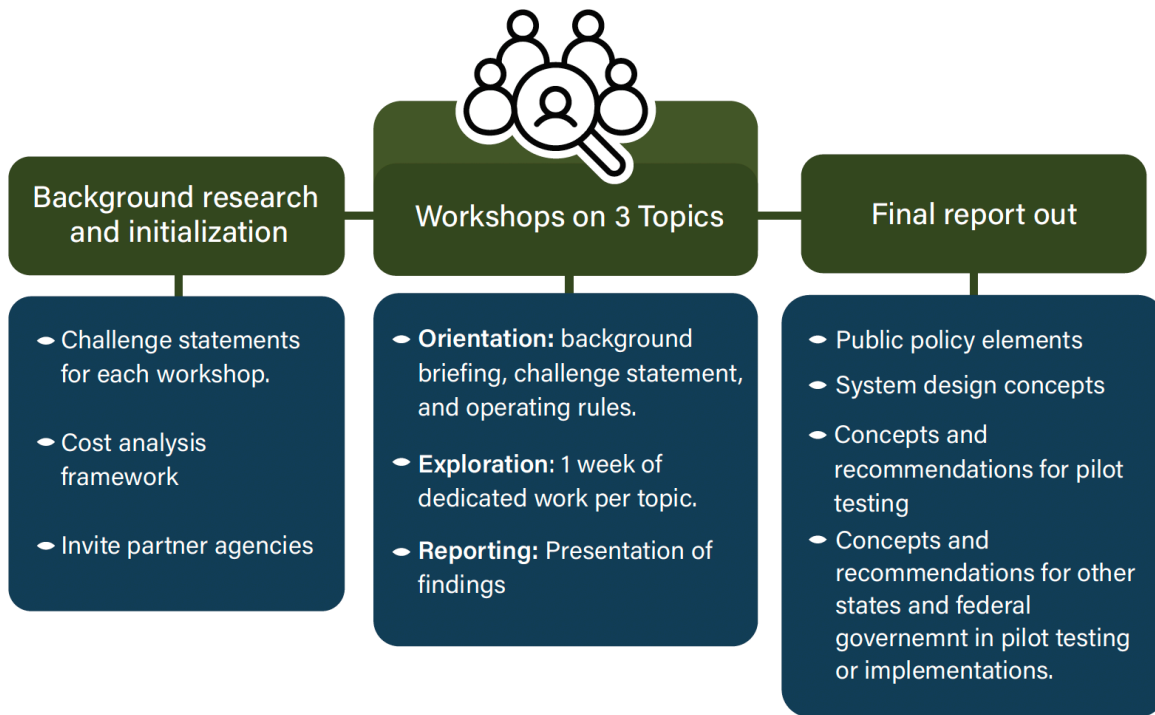 Background research
and initialization
Challenge statements
for each workshop.
Cost analysis
framework
Invite partner agencies
Workshops on 3 Topics
Orientation: background
briefing, challenge statement,
and operating rules.
Exploration: 1 week of
dedicated work per topic.
Reporting: Presentation of
findings
Final report out
Public policy elements
System design concepts
Concepts and
recommendations for pilot
testing
Concepts and
recommendations for other
states and federal
governemnt in pilot testing
or implementations.